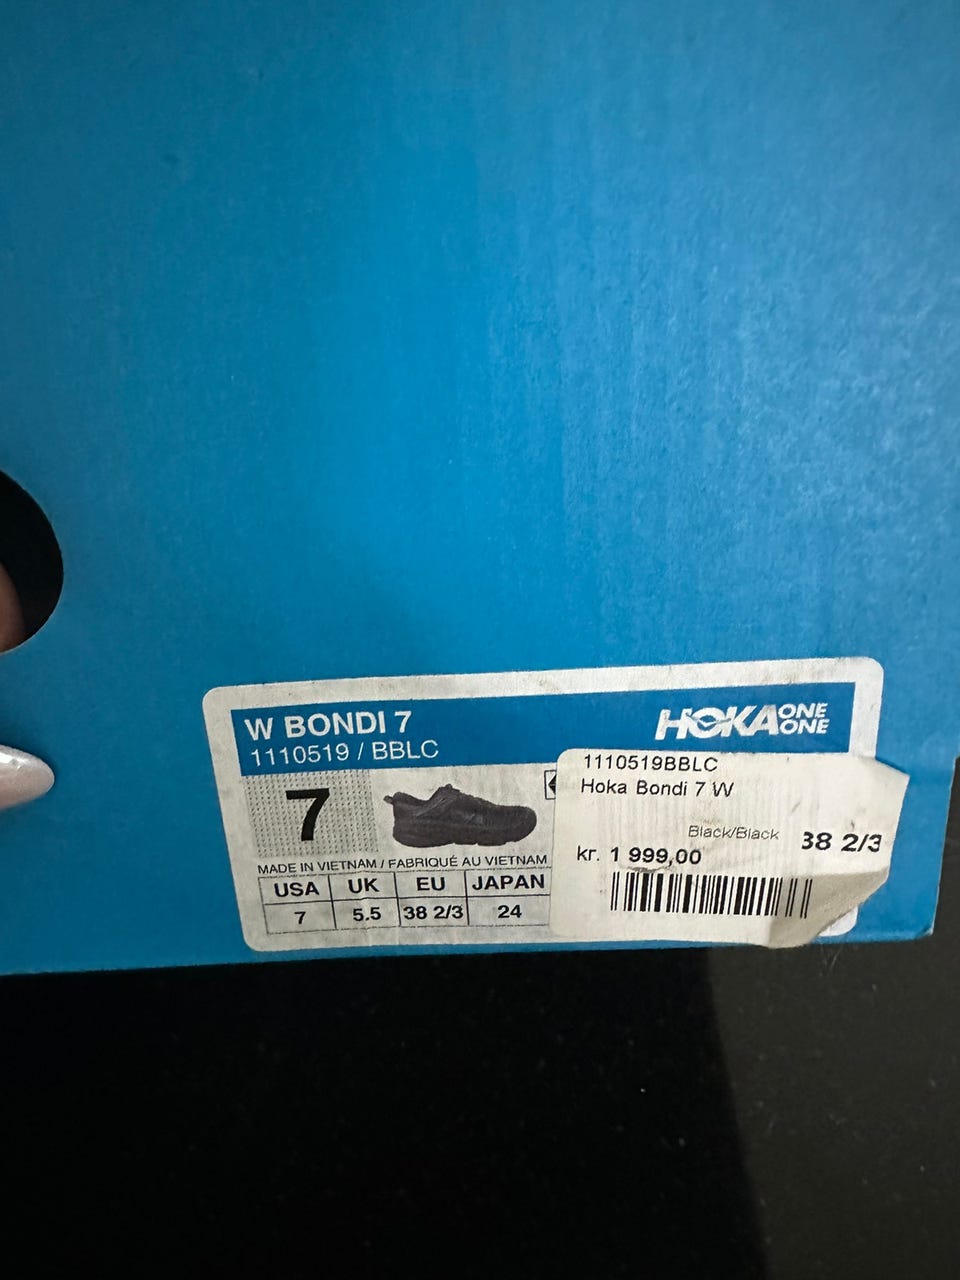 W BONDI 7
HOKA ONE ONE
1110519 / BBLC
7
MADE IN VIETNAM / FABRIQUÉ AU VIETNAM
USA UK EU JAPAN
7 5.5 38 2/3 24
1110519BBLC
Hoka Bondi 7 W
Black/Black 38 2/3
kr. 1 999,00